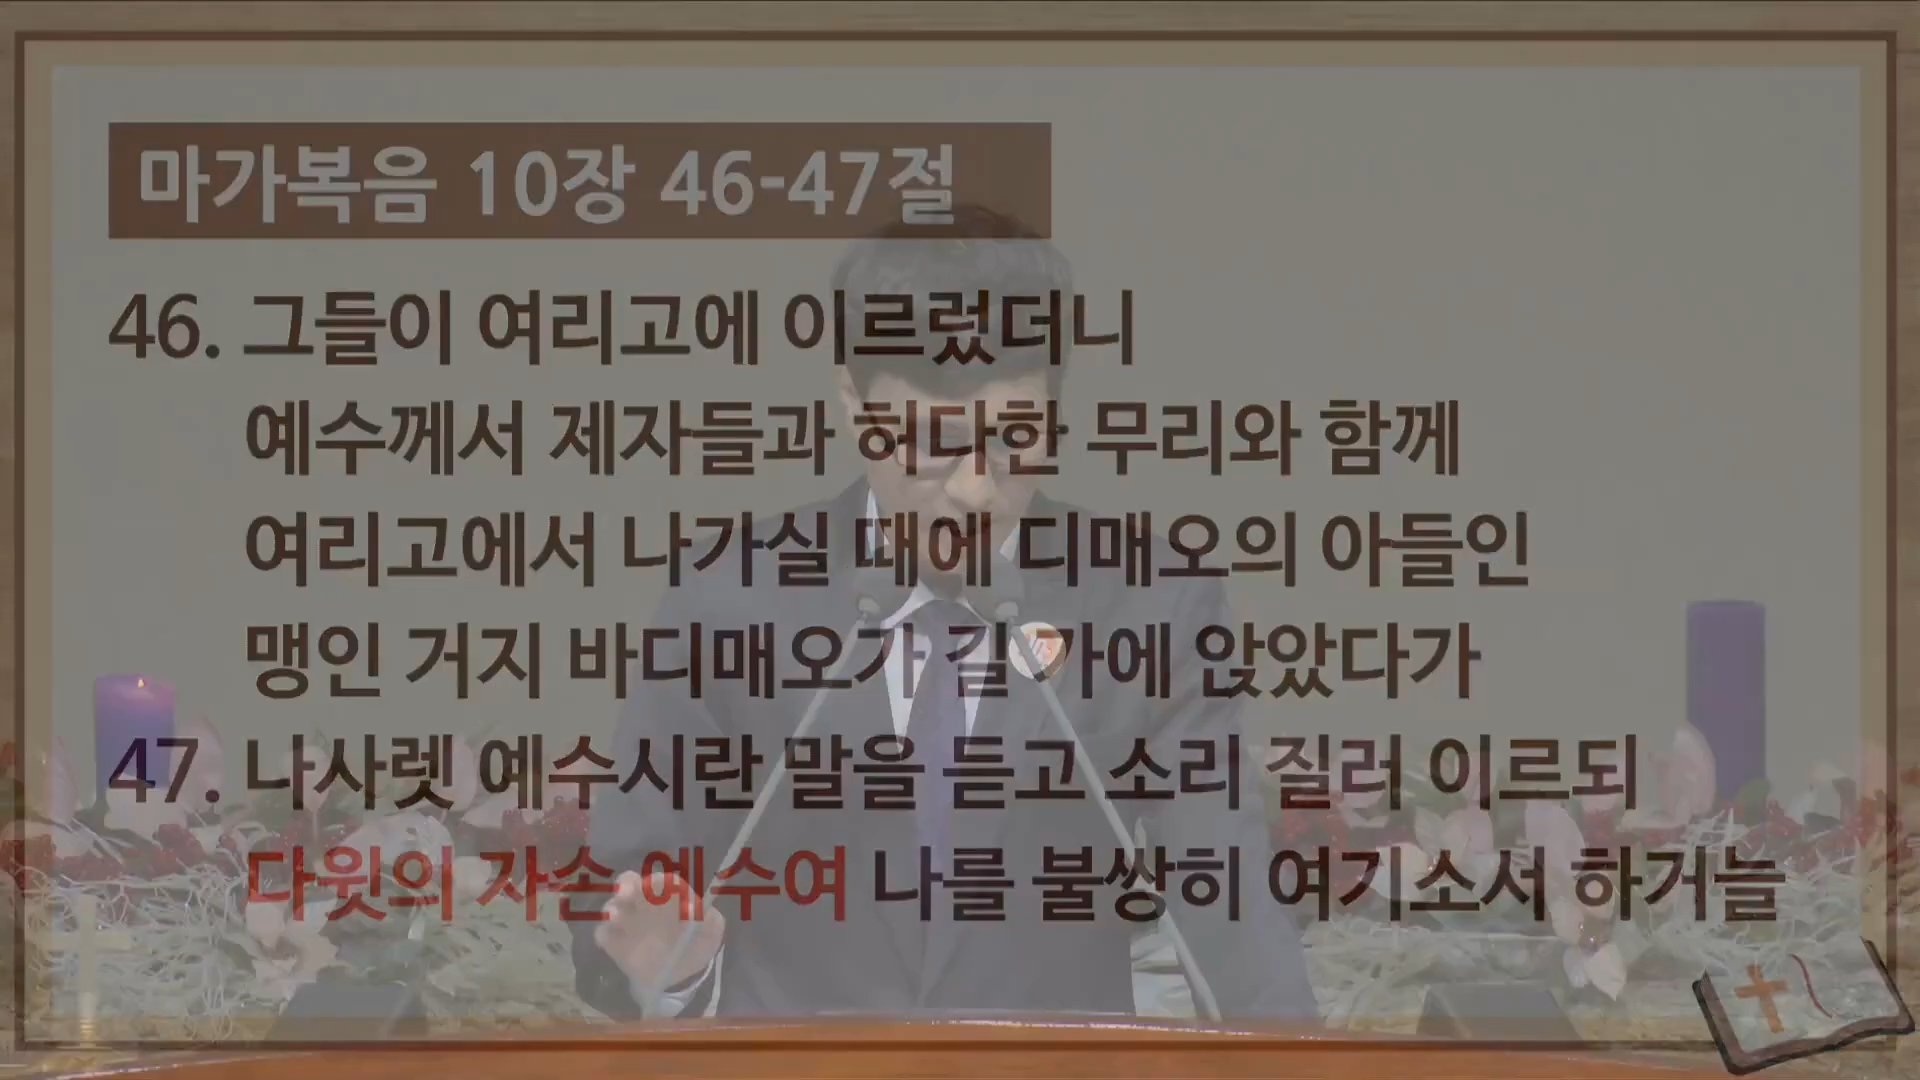 마가복음 10장 46-47절
46. 그들이 여리고에 이르렀더니
예수께서 제자들과 허다한 무리와 함께
여리고에서 나가실 때에 디매오의 아들인
맹인 거지 바디매오가 길 가에 앉았다가
47. 나사렛 예수시란 말을 듣고 소리 질러 이르되
다윗의 자손 예수여 나를 불쌍히 여기소서 하거늘